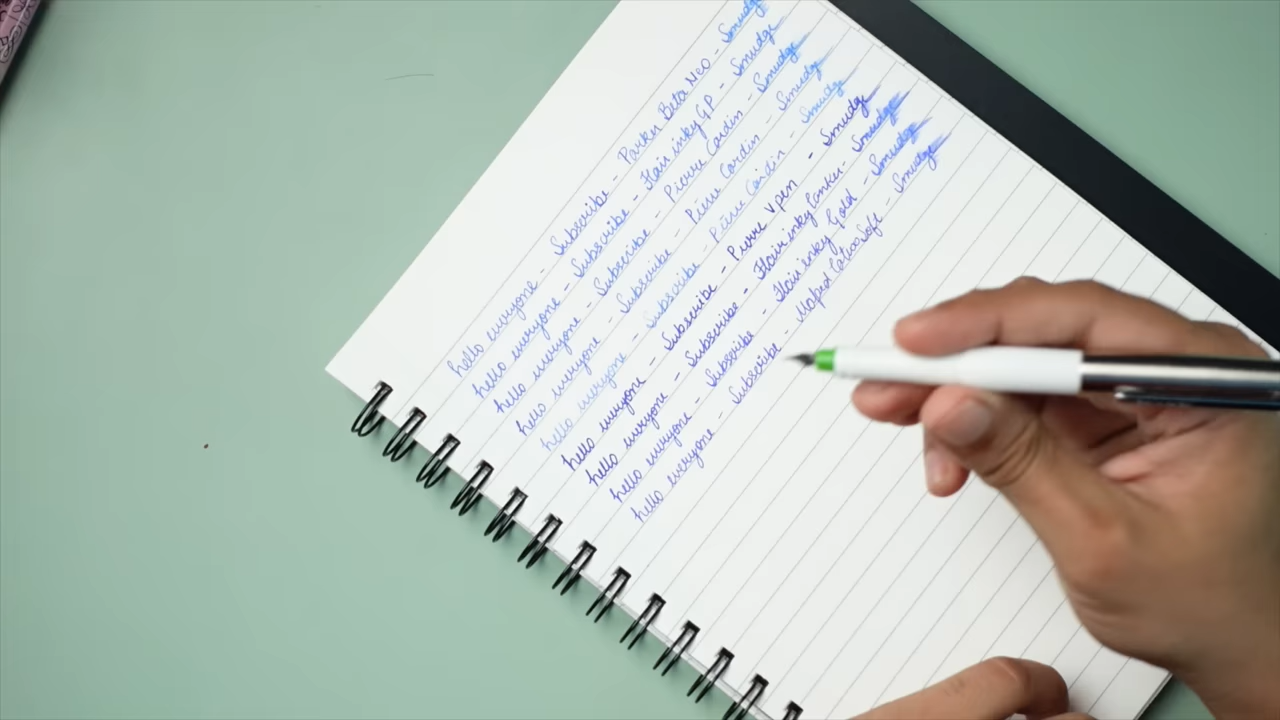 hello everyone - Subscribe - Parker Beta Neo - Smudge
hello everyone - Subscribe - Flair inky GP - Smudge
hello everyone - Subscribe - Pierre Cardin - Smudge
hello everyone - Subscribe - Pierre Cardin - Smudge
hello everyone - Subscribe - Pierre Cardin - Smudge
hello everyone - Subscribe - Pierre V pen - Smudge
hello everyone - Subscribe - Flair inky - Smudge
hello everyone - Subscribe - Flair inky Gold - Smudge
hello everyone - Subscribe - Maped Soft - Smudge